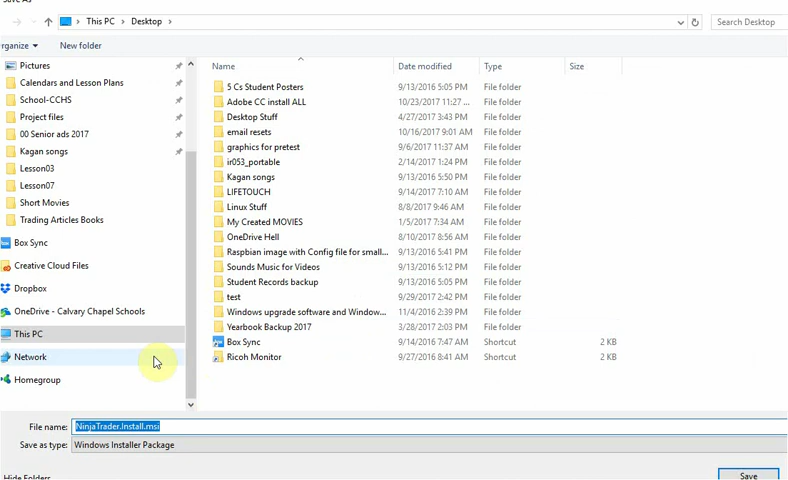 Save As
This PC > Desktop >
Search Desktop
rganize
New folder
Pictures
Calendars and Lesson Plans
School-CCHS
Project files
00 Senior ads 2017
Kagan songs
Lesson03
Lesson07
Short Movies
Trading Articles Books
Box Sync
Creative Cloud Files
Dropbox
OneDrive - Calvary Chapel Schools
This PC
Network
Homegroup
Name Date modified Type Size
5 Cs Student Posters 9/13/2016 5:05 PM File folder
Adobe CC install ALL 10/23/2017 11:27 ... File folder
Desktop Stuff 4/27/2017 3:43 PM File folder
email resets 10/16/2017 9:01 AM File folder
graphics for pretest 9/6/2017 11:37 AM File folder
ir053_portable 2/14/2017 1:24 PM File folder
Kagan songs 9/13/2016 5:50 PM File folder
LIFETOUCH 9/14/2017 7:10 AM File folder
Linux Stuff 8/8/2017 9:46 AM File folder
My Created MOVIES 1/5/2017 7:34 AM File folder
OneDrive Hell 8/10/2017 8:56 AM File folder
Raspbian image with Config file for small... 9/13/2016 5:41 PM File folder
Sounds Music for Videos 9/13/2016 5:12 PM File folder
Student Records backup 9/13/2016 5:05 PM File folder
test 9/29/2017 2:42 PM File folder
Windows upgrade software and Window... 11/4/2016 2:39 PM File folder
Yearbook Backup 2017 3/28/2017 2:03 PM File folder
Box Sync 9/14/2016 7:47 AM Shortcut 2 KB
Ricoh Monitor 9/27/2016 8:41 AM Shortcut 2 KB
File name: NinjaTrader.Install.msi
Save as type: Windows Installer Package
Hide Folders
Save